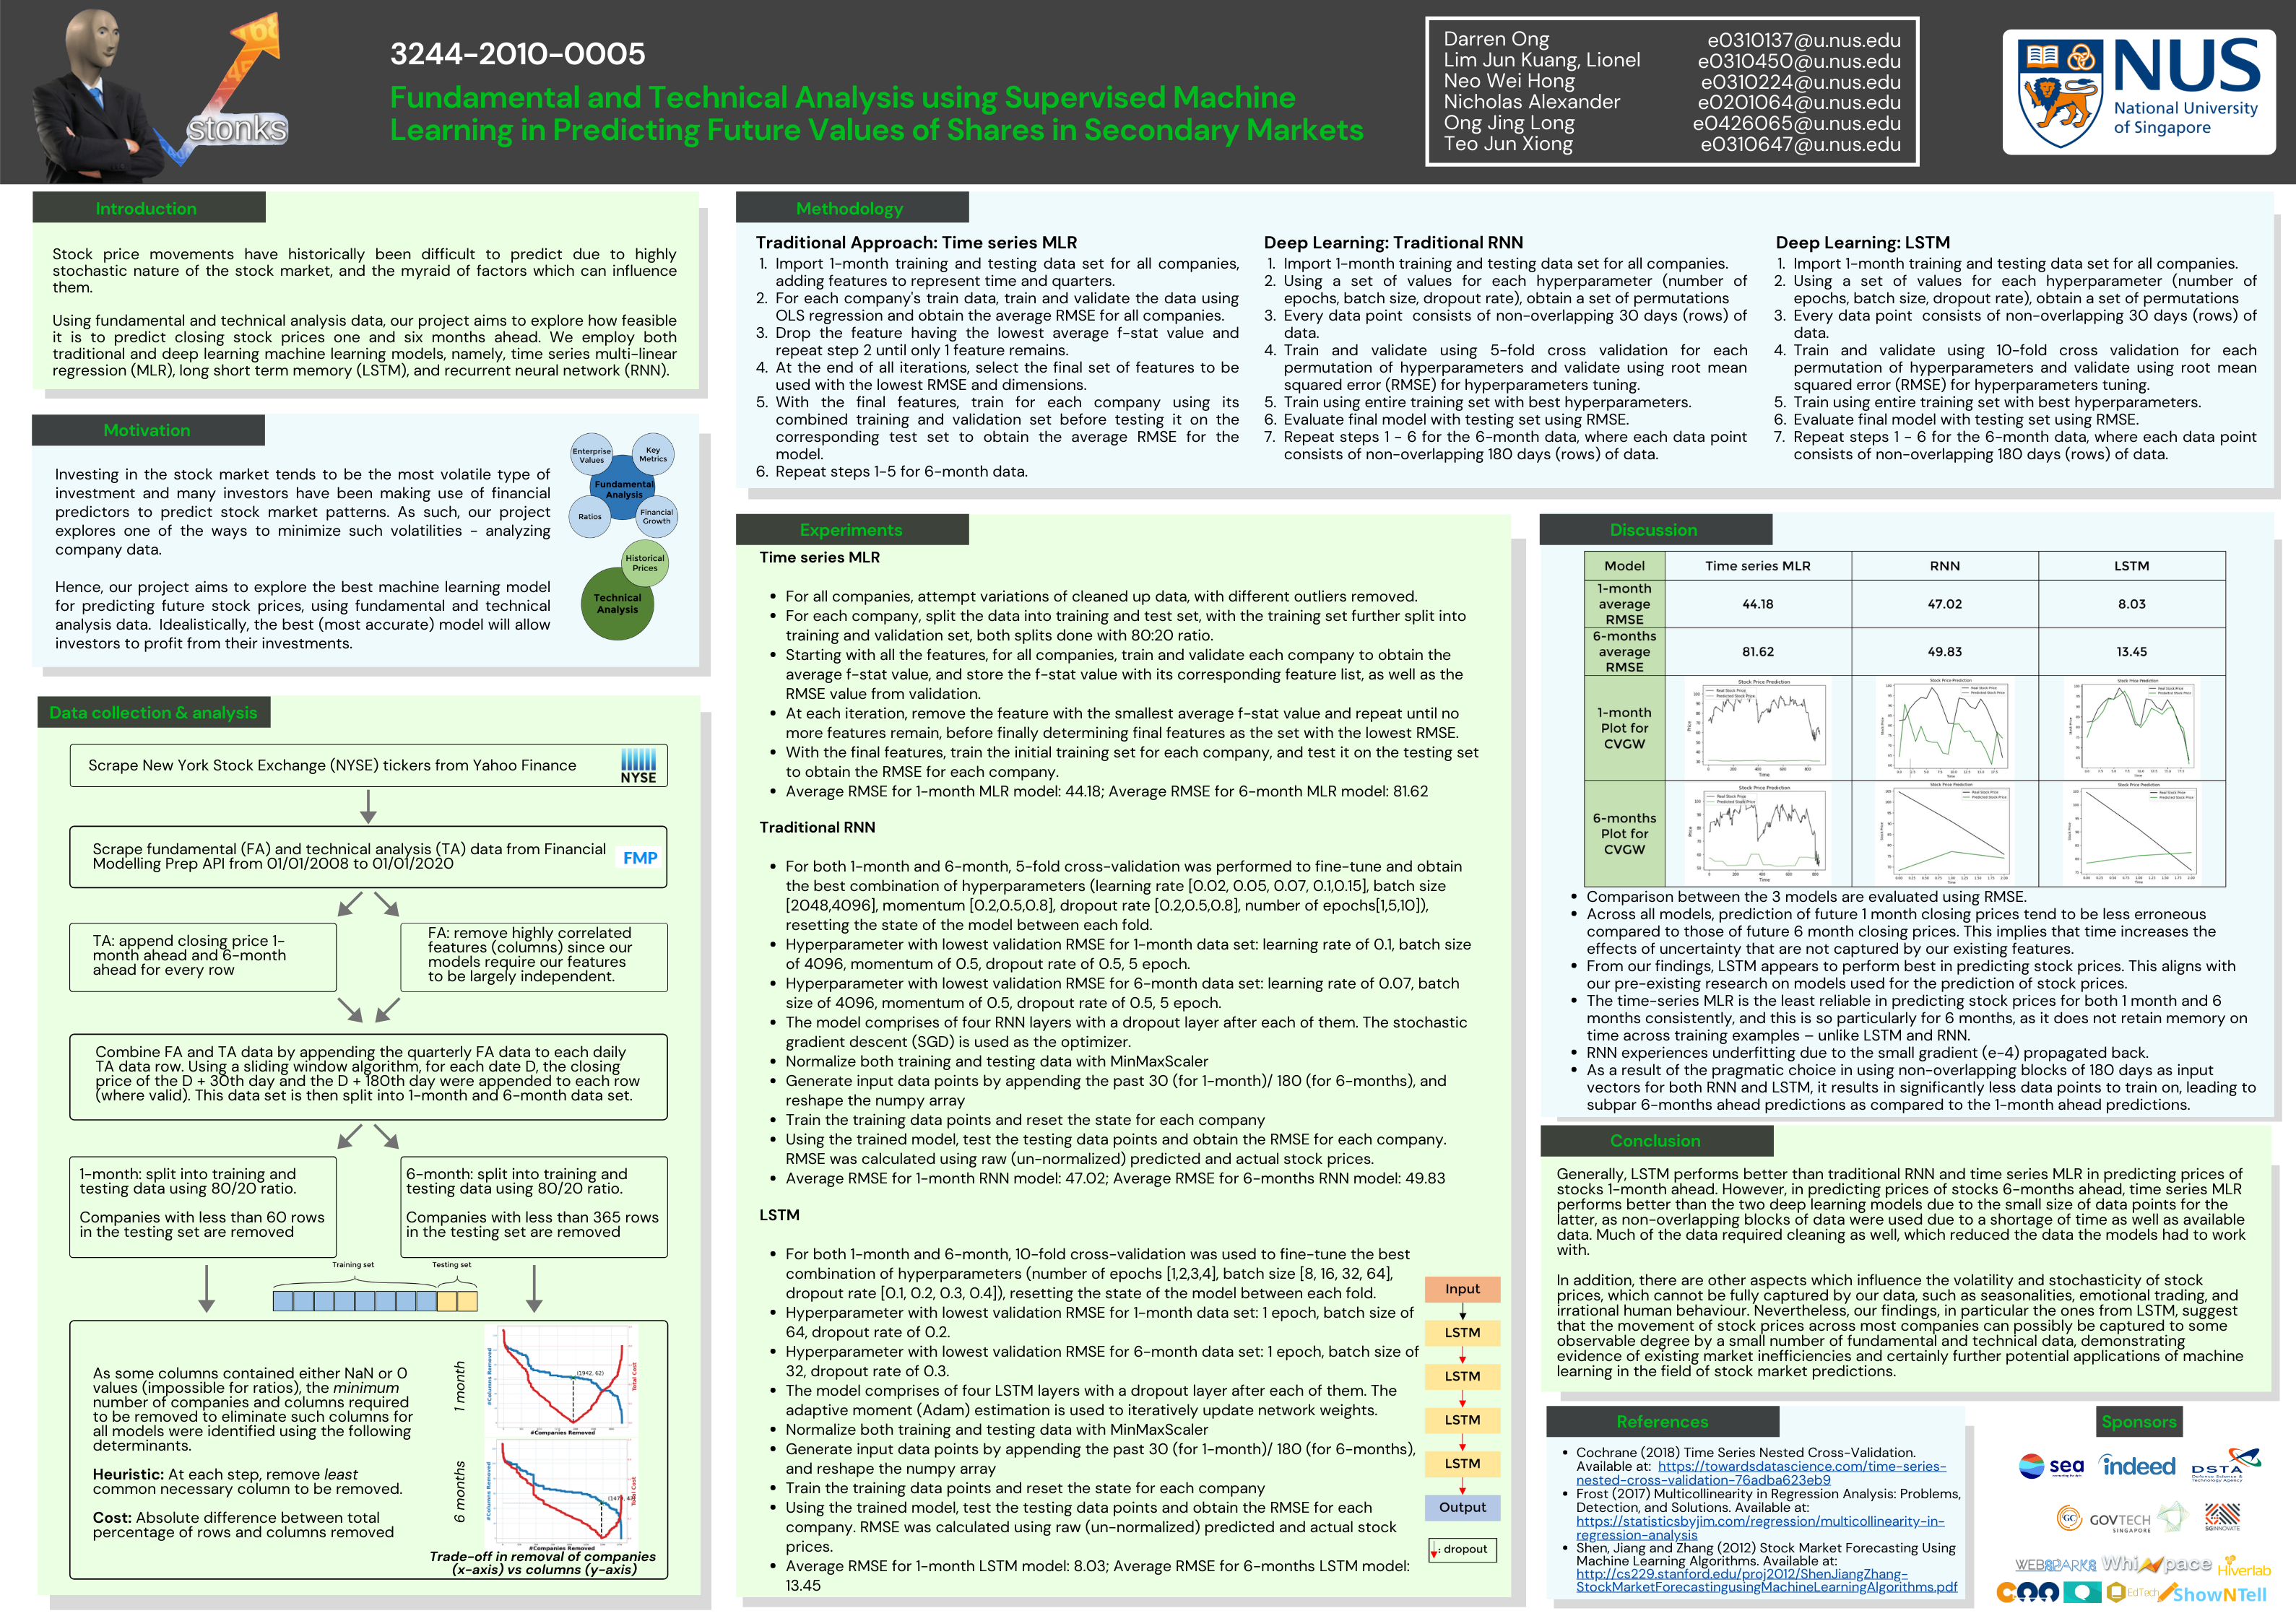 stonks
3244-2010-0005
Fundamental and Technical Analysis using Supervised Machine
Learning in Predicting Future Values of Shares in Secondary Markets
Darren Ong e0310137@u.nus.edu
Lim Jun Kuang, Lionel e0310450@u.nus.edu
Neo Wei Hong e0310224@u.nus.edu
Nicholas Alexander e0201064@u.nus.edu
Ong Jing Long e0426065@u.nus.edu
Teo Jun Xiong e0310647@u.nus.edu
NUS
National University
of Singapore
Introduction
Stock price movements have historically been difficult to predict due to highly
stochastic nature of the stock market, and the myraid of factors which can influence
them.
Using fundamental and technical analysis data, our project aims to explore how feasible
it is to predict closing stock prices one and six months ahead. We employ both
traditional and deep learning machine learning models, namely, time series multi-linear
regression (MLR), long short term memory (LSTM), and recurrent neural network (RNN).
Motivation
Investing in the stock market tends to be the most volatile type of
investment and many investors have been making use of financial
predictors to predict stock market patterns. As such, our project
explores one of the ways to minimize such volatilities - analyzing
company data.
Hence, our project aims to explore the best machine learning model
for predicting future stock prices, using fundamental and technical
analysis data. Idealistically, the best (most accurate) model will allow
investors to profit from their investments.
Enterprise
Values
Key
Metrics
Fundamental
Analysis
Ratios
Financial
Growth
Historical
Prices
Technical
Analysis
Data collection & analysis
Scrape New York Stock Exchange (NYSE) tickers from Yahoo Finance
NYSE
Scrape fundamental (FA) and technical analysis (TA) data from Financial
Modelling Prep API from 01/01/2008 to 01/01/2020
FMP
TA: append closing price 1-
month ahead and 6-month
ahead for every row
FA: remove highly correlated
features (columns) since our
models require our features
to be largely independent.
Combine FA and TA data by appending the quarterly FA data to each daily
TA data row. Using a sliding window algorithm, for each date D, the closing
price of the D + 30th day and the D + 180th day were appended to each row
(where valid). This data set is then split into 1-month and 6-month data set.
1-month: split into training and
testing data using 80/20 ratio.
Companies with less than 60 rows
in the testing set are removed
6-month: split into training and
testing data using 80/20 ratio.
Companies with less than 365 rows
in the testing set are removed
Training set
Testing set
As some columns contained either NaN or 0
values (impossible for ratios), the minimum
number of companies and columns required
to be removed to eliminate such columns for
all models were identified using the following
determinants.
Heuristic: At each step, remove least
common necessary column to be removed.
Cost: Absolute difference between total
percentage of rows and columns removed
1 month
#Columns Removed
(1942, 62)
Total Cost
#Companies Removed
6 months
#Columns Removed
Total Cost
#Companies Removed
Trade-off in removal of companies
(x-axis) vs columns (y-axis)
Methodology
Traditional Approach: Time series MLR
1. Import 1-month training and testing data set for all companies,
adding features to represent time and quarters.
2. For each company's train data, train and validate the data using
OLS regression and obtain the average RMSE for all companies.
3. Drop the feature having the lowest average f-stat value and
repeat step 2 until only 1 feature remains.
4. At the end of all iterations, select the final set of features to be
used with the lowest RMSE and dimensions.
5. With the final features, train for each company using its
combined training and validation set before testing it on the
corresponding test set to obtain the average RMSE for the
model.
6. Repeat steps 1-5 for 6-month data.
Deep Learning: Traditional RNN
1. Import 1-month training and testing data set for all companies.
2. Using a set of values for each hyperparameter (number of
epochs, batch size, dropout rate), obtain a set of permutations
3. Every data point consists of non-overlapping 30 days (rows) of
data.
4. Train and validate using 5-fold cross validation for each
permutation of hyperparameters and validate using root mean
squared error (RMSE) for hyperparameters tuning.
5. Train using entire training set with best hyperparameters.
6. Evaluate final model with testing set using RMSE.
7. Repeat steps 1 - 6 for the 6-month data, where each data point
consists of non-overlapping 180 days (rows) of data.
Deep Learning: LSTM
1. Import 1-month training and testing data set for all companies.
2. Using a set of values for each hyperparameter (number of
epochs, batch size, dropout rate), obtain a set of permutations
3. Every data point consists of non-overlapping 30 days (rows) of
data.
4. Train and validate using 10-fold cross validation for each
permutation of hyperparameters and validate using root mean
squared error (RMSE) for hyperparameters tuning.
5. Train using entire training set with best hyperparameters.
6. Evaluate final model with testing set using RMSE.
7. Repeat steps 1 - 6 for the 6-month data, where each data point
consists of non-overlapping 180 days (rows) of data.
Experiments
Time series MLR
• For all companies, attempt variations of cleaned up data, with different outliers removed.
• For each company, split the data into training and test set, with the training set further split into
training and validation set, both splits done with 80:20 ratio.
• Starting with all the features, for all companies, train and validate each company to obtain the
average f-stat value, and store the f-stat value with its corresponding feature list, as well as the
RMSE value from validation.
• At each iteration, remove the feature with the smallest average f-stat value and repeat until no
more features remain, before finally determining final features as the set with the lowest RMSE.
• With the final features, train the initial training set for each company, and test it on the testing set
to obtain the RMSE for each company.
• Average RMSE for 1-month MLR model: 44.18; Average RMSE for 6-month MLR model: 81.62
Traditional RNN
• For both 1-month and 6-month, 5-fold cross-validation was performed to fine-tune and obtain
the best combination of hyperparameters (learning rate [0.02, 0.05, 0.07, 0.1,0.15], batch size
[2048,4096], momentum [0.2,0.5,0.8], dropout rate [0.2,0.5,0.8], number of epochs[1,5,10]),
resetting the state of the model between each fold.
• Hyperparameter with lowest validation RMSE for 1-month data set: learning rate of 0.1, batch size
of 4096, momentum of 0.5, dropout rate of 0.5, 5 epoch.
• Hyperparameter with lowest validation RMSE for 6-month data set: learning rate of 0.07, batch
size of 4096, momentum of 0.5, dropout rate of 0.5, 5 epoch.
• The model comprises of four RNN layers with a dropout layer after each of them. The stochastic
gradient descent (SGD) is used as the optimizer.
• Normalize both training and testing data with MinMaxScaler
• Generate input data points by appending the past 30 (for 1-month)/ 180 (for 6-months), and
reshape the numpy array
• Train the training data points and reset the state for each company
• Using the trained model, test the testing data points and obtain the RMSE for each company.
RMSE was calculated using raw (un-normalized) predicted and actual stock prices.
• Average RMSE for 1-month RNN model: 47.02; Average RMSE for 6-months RNN model: 49.83
LSTM
• For both 1-month and 6-month, 10-fold cross-validation was used to fine-tune the best
combination of hyperparameters (number of epochs [1,2,3,4], batch size [8, 16, 32, 64],
dropout rate [0.1, 0.2, 0.3, 0.4]), resetting the state of the model between each fold.
• Hyperparameter with lowest validation RMSE for 1-month data set: 1 epoch, batch size of
64, dropout rate of 0.2.
• Hyperparameter with lowest validation RMSE for 6-month data set: 1 epoch, batch size of
32, dropout rate of 0.3.
• The model comprises of four LSTM layers with a dropout layer after each of them. The
adaptive moment (Adam) estimation is used to iteratively update network weights.
• Normalize both training and testing data with MinMaxScaler
• Generate input data points by appending the past 30 (for 1-month)/ 180 (for 6-months),
and reshape the numpy array
• Train the training data points and reset the state for each company
• Using the trained model, test the testing data points and obtain the RMSE for each
company. RMSE was calculated using raw (un-normalized) predicted and actual stock
prices.
• Average RMSE for 1-month LSTM model: 8.03; Average RMSE for 6-months LSTM model:
13.45
Input
LSTM
LSTM
LSTM
LSTM
Output
: dropout
Discussion
Model Time series MLR RNN LSTM
1-month
average
RMSE
44.18 47.02 8.03
6-months
average
RMSE
81.62 49.83 13.45
1-month
Plot for
CVGW
Stock Price Prediction
Real Stock Price
Predicted Stock Price
Price
Time
Stock Price Prediction
Stock Price Prediction
6-months
Plot for
CVGW
Stock Price Prediction
Real Stock Price
Predicted Stock Price
Price
Time
Stock Price Prediction
Stock Price Prediction
• Comparison between the 3 models are evaluated using RMSE.
• Across all models, prediction of future 1 month closing prices tend to be less erroneous
compared to those of future 6 month closing prices. This implies that time increases the
effects of uncertainty that are not captured by our existing features.
• From our findings, LSTM appears to perform best in predicting stock prices. This aligns with
our pre-existing research on models used for the prediction of stock prices.
• The time-series MLR is the least reliable in predicting stock prices for both 1 month and 6
months consistently, and this is so particularly for 6 months, as it does not retain memory on
time across training examples – unlike LSTM and RNN.
• RNN experiences underfitting due to the small gradient (e-4) propagated back.
• As a result of the pragmatic choice in using non-overlapping blocks of 180 days as input
vectors for both RNN and LSTM, it results in significantly less data points to train on, leading to
subpar 6-months ahead predictions as compared to the 1-month ahead predictions.
Conclusion
Generally, LSTM performs better than traditional RNN and time series MLR in predicting prices of
stocks 1-month ahead. However, in predicting prices of stocks 6-months ahead, time series MLR
performs better than the two deep learning models due to the small size of data points for the
latter, as non-overlapping blocks of data were used due to a shortage of time as well as available
data. Much of the data required cleaning as well, which reduced the data the models had to work
with.
In addition, there are other aspects which influence the volatility and stochasticity of stock
prices, which cannot be fully captured by our data, such as seasonalities, emotional trading, and
irrational human behaviour. Nevertheless, our findings, in particular the ones from LSTM, suggest
that the movement of stock prices across most companies can possibly be captured to some
observable degree by a small number of fundamental and technical data, demonstrating
evidence of existing market inefficiencies and certainly further potential applications of machine
learning in the field of stock market predictions.
References
• Cochrane (2018) Time Series Nested Cross-Validation.
Available at: https://towardsdatascience.com/time-series-
nested-cross-validation-76adba623eb9
• Frost (2017) Multicollinearity in Regression Analysis: Problems,
Detection, and Solutions. Available at:
https://statisticsbyjim.com/regression/multicollinearity-in-
regression-analysis
• Shen, Jiang and Zhang (2012) Stock Market Forecasting Using
Machine Learning Algorithms. Available at:
http://cs229.stanford.edu/proj2012/ShenJiangZhang-
StockMarketForecastingusingMachineLearningAlgorithms.pdf
Sponsors
sea
indeed
DSTA
Defence Science &
Technology Agency
GC
GOVTECH
SINGAPORE
SGINNOVATE
WEBSPARKS
Whizpace
Hiverlab
EdTech
ShowNTell